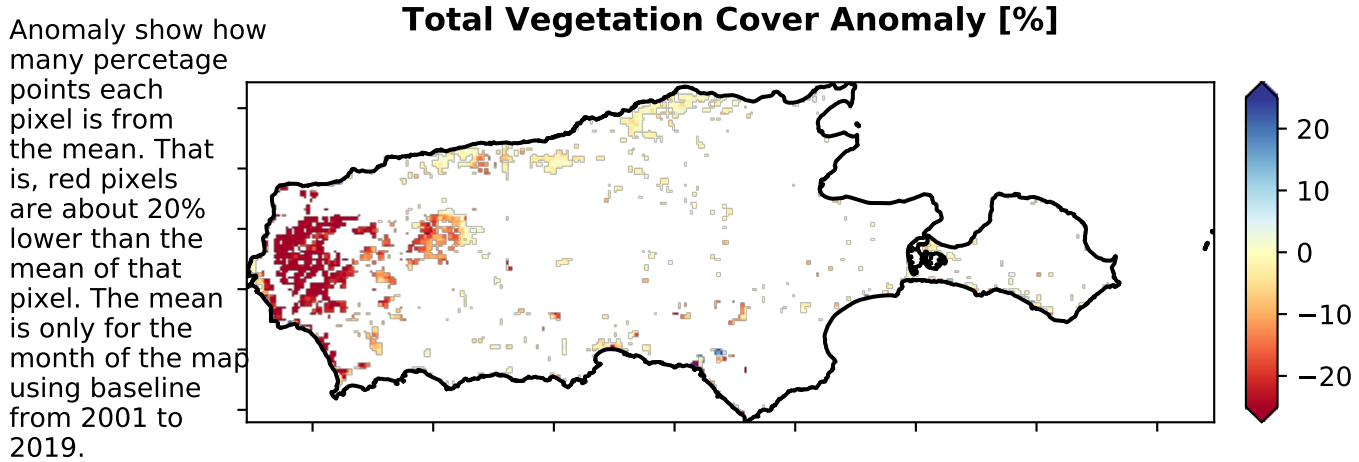 Total Vegetation Cover Anomaly [%]
Anomaly show how
many percetage
points each
pixel is from
the mean. That
is, red pixels
are about 20%
lower than the
mean of that
pixel. The mean
is only for the
month of the map
using baseline
from 2001 to
2019.
20
10
0
−10
−20